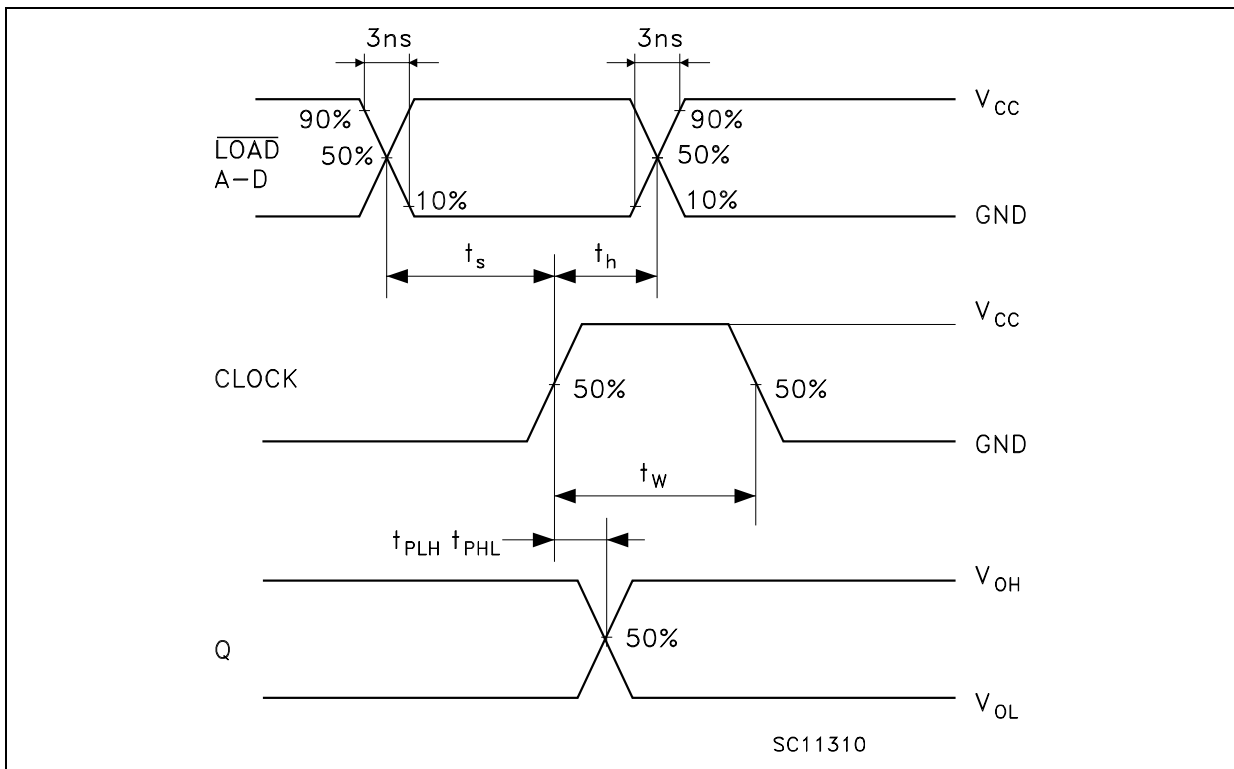 3ns 3ns
V_CC
90% 90%
L̅O̅A̅D̅ 50% 50%
A-D
10% 10%
GND
t_s t_h
V_CC
CLOCK 50% 50%
GND
t_W
t_PLH t_PHL
V_OH
Q 50%
V_OL
SC11310